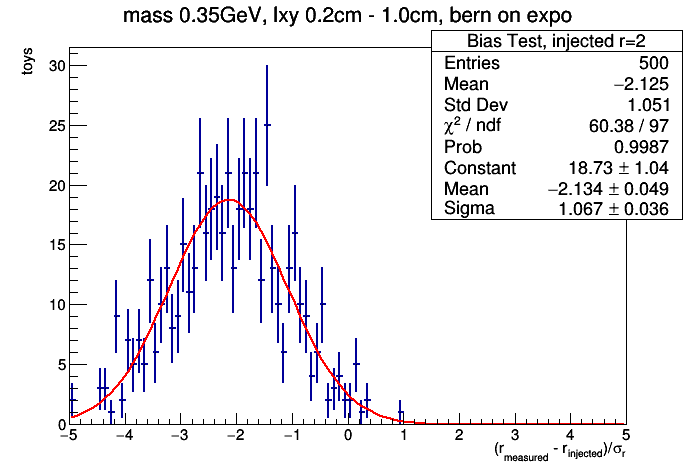 mass 0.35GeV, lxy 0.2cm - 1.0cm, bern on expo
Bias Test, injected r=2
Entries 500
Mean −2.125
Std Dev 1.051
χ² / ndf 60.38 / 97
Prob 0.9987
Constant 18.73 ± 1.04
Mean −2.134 ± 0.049
Sigma 1.067 ± 0.036
toys
30
25
20
15
10
5
0
−5 −4 −3 −2 −1 0 1 2 3 4 5
(r_measured - r_injected)/σ_r